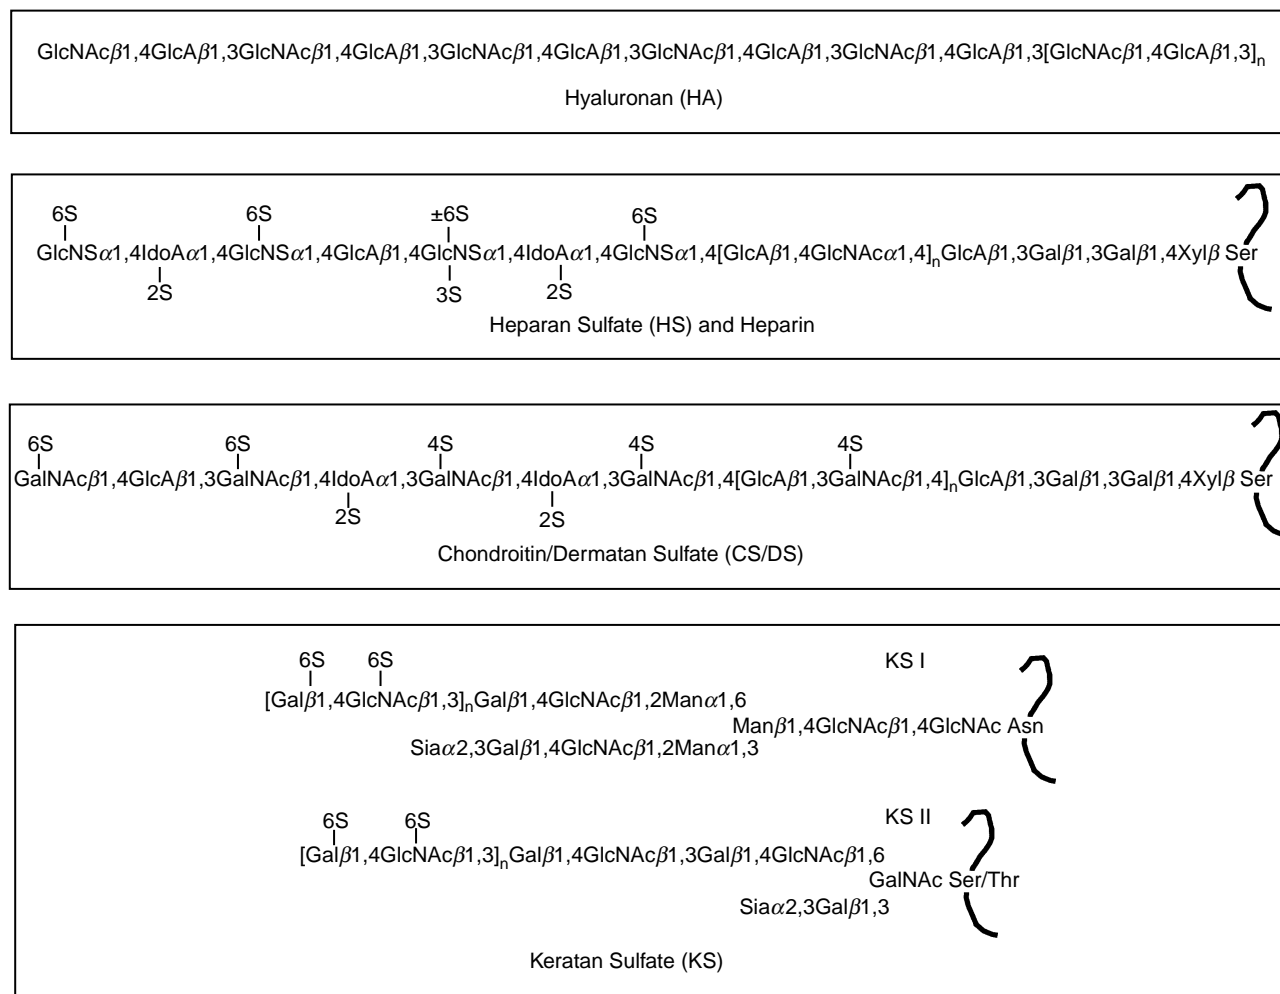 GlcNAcβ1,4GlcAβ1,3GlcNAcβ1,4GlcAβ1,3GlcNAcβ1,4GlcAβ1,3GlcNAcβ1,4GlcAβ1,3GlcNAcβ1,4GlcAβ1,3[GlcNAcβ1,4GlcAβ1,3]n
Hyaluronan (HA)
6S 6S ±6S 6S
GlcNSα1,4IdoAα1,4GlcNSα1,4GlcAβ1,4GlcNSα1,4IdoAα1,4GlcNSα1,4[GlcAβ1,4GlcNAcα1,4]nGlcAβ1,3Galβ1,3Galβ1,4Xylβ Ser
2S 3S 2S
Heparan Sulfate (HS) and Heparin
6S 6S 4S 4S 4S
GalNAcβ1,4GlcAβ1,3GalNAcβ1,4IdoAα1,3GalNAcβ1,4IdoAα1,3GalNAcβ1,4[GlcAβ1,3GalNAcβ1,4]nGlcAβ1,3Galβ1,3Galβ1,4Xylβ Ser
2S 2S
Chondroitin/Dermatan Sulfate (CS/DS)
6S 6S KS I
[Galβ1,4GlcNAcβ1,3]nGalβ1,4GlcNAcβ1,2Manα1,6
Manβ1,4GlcNAcβ1,4GlcNAc Asn
Siaα2,3Galβ1,4GlcNAcβ1,2Manα1,3
6S 6S KS II
[Galβ1,4GlcNAcβ1,3]nGalβ1,4GlcNAcβ1,3Galβ1,4GlcNAcβ1,6
GalNAc Ser/Thr
Siaα2,3Galβ1,3
Keratan Sulfate (KS)